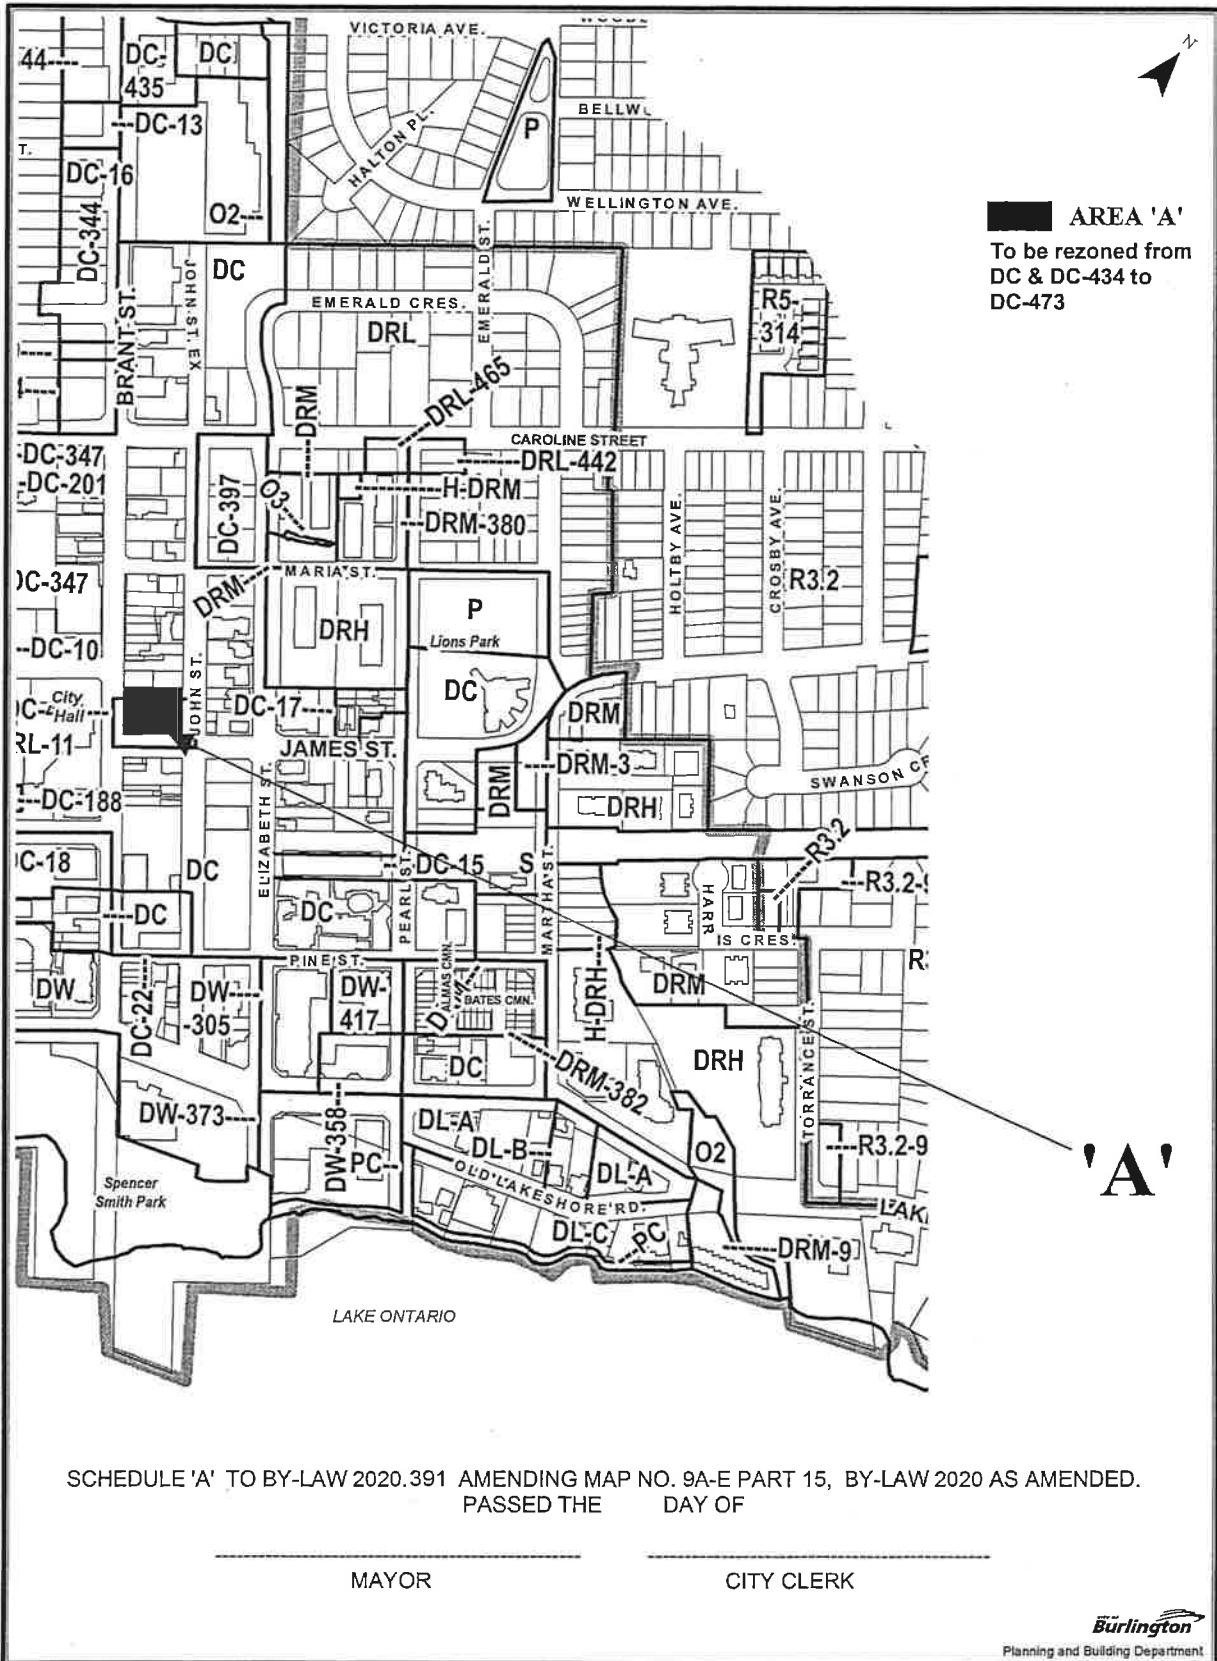 VICTORIA AVE.
N
44
DC-
435
DC
DC-13
HALTON PL.
P
T.
DC-16
O2
WELLINGTON AVE.
AREA 'A'
To be rezoned from
DC & DC-434 to
DC-473
DC-344
DC
BRANT ST.
JOHN ST. EX
EMERALD CRES.
EMERALD ST.
DRL
R5-
314
DRM
DRL-465
CAROLINE STREET
DC-347
DC-201
DRL-442
H-DRM
DC-397
O3
DRM-380
HOLTBY AVE.
CROSBY AVE.
R3.2
MARIA ST.
DC-347
DRM
DRH
P
Lions Park
DC-10
JOHN ST.
City
Hall
DC-17
DC
DRM
RL-11
JAMES ST.
DRM-3
DRM
DRH
DC-188
ELIZABETH ST.
R3.2
DC-18
DC
DC-15
S
PEARL ST.
MARTHA ST.
R3.2-9
DC
DC
HARR
IS CRES.
PINE ST.
DW
DC-22
DW
-305
DW-
417
ALMAS CMN.
BATES CMN.
H-DRH
DRM
DC
DRM-382
DRH
TORRANCE ST.
DW-373
DW-358
PC
DL-A
DL-B
DL-A
O2
R3.2-9
'A'
OLD LAKESHORE RD.
Spencer
Smith Park
DL-C
PC
DRM-9
LAKE ONTARIO
SCHEDULE 'A' TO BY-LAW 2020.391 AMENDING MAP NO. 9A-E PART 15, BY-LAW 2020 AS AMENDED.
PASSED THE DAY OF
MAYOR CITY CLERK
Burlington
Planning and Building Department